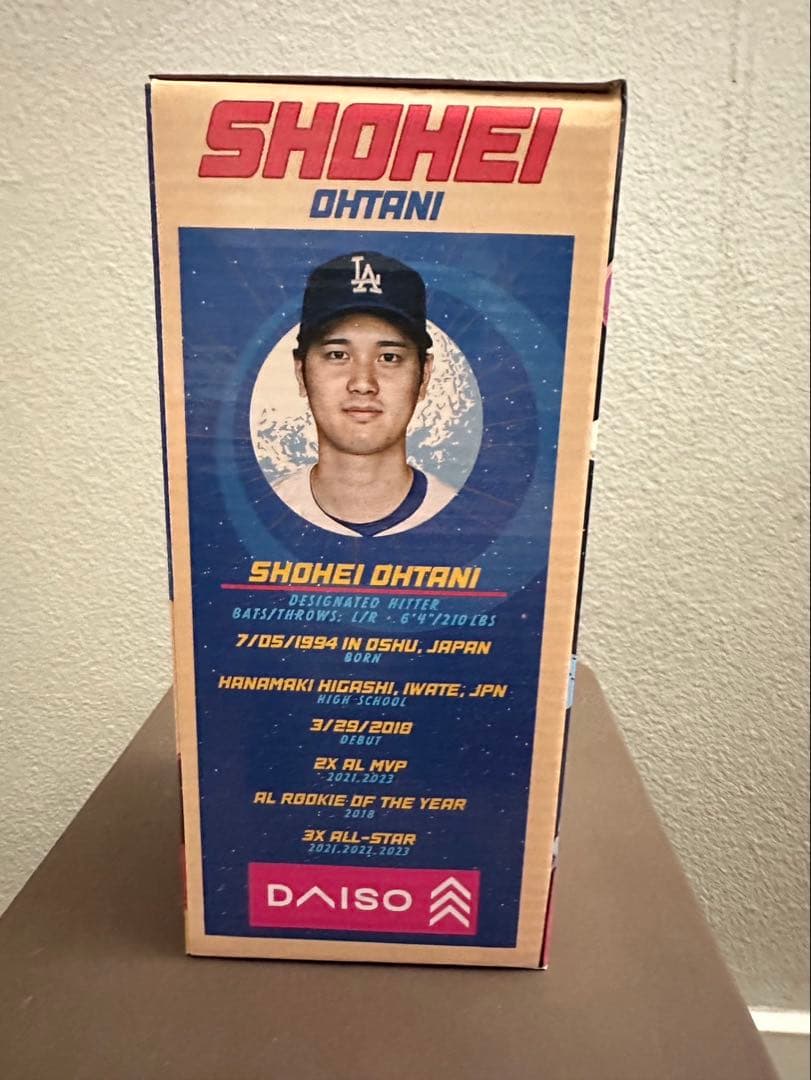 SHOHEI
OHTANI
LA
SHOHEI OHTANI
DESIGNATED HITTER
BATS/THROWS: L/R · 6'4"/210 LBS
7/05/1994 IN OSHU, JAPAN
BORN
HANAMAKI HIGASHI, IWATE, JPN
HIGH SCHOOL
3/29/2018
DEBUT
2X AL MVP
2021,2023
AL ROOKIE OF THE YEAR
2018
3X ALL-STAR
2021,2022,2023
DAISO